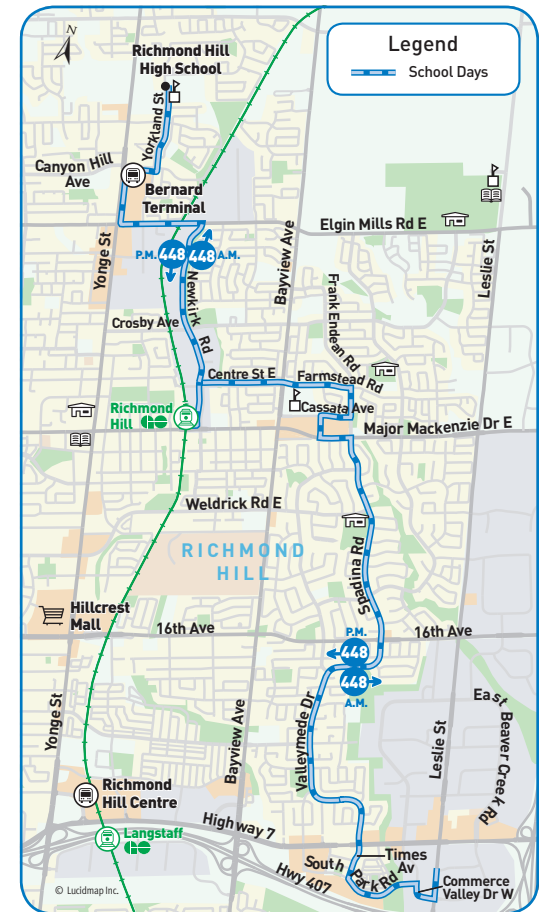 N
Legend
School Days
Richmond Hill
High School
Yorkland St
Canyon Hill
Ave
Bernard
Terminal
Elgin Mills Rd E
P.M. 448
448 A.M.
Yonge St
Newkirk Rd
Bayview Ave
Leslie St
Frank Endean Rd
Crosby Ave
Centre St E
Farmstead Rd
Cassata Ave
Richmond
Hill
GO
Major Mackenzie Dr E
Weldrick Rd E
RICHMOND
HILL
Spadina Rd
Hillcrest
Mall
16th Ave
16th Ave
P.M.
448
448
A.M.
Yonge St
Bayview Ave
Valleymede Dr
Leslie St
East Beaver Creek Rd
Richmond
Hill Centre
Highway 7
Langstaff
GO
Hwy 407
South Park Rd
Times
Av
Commerce
Valley Dr W
© Lucidmap Inc.